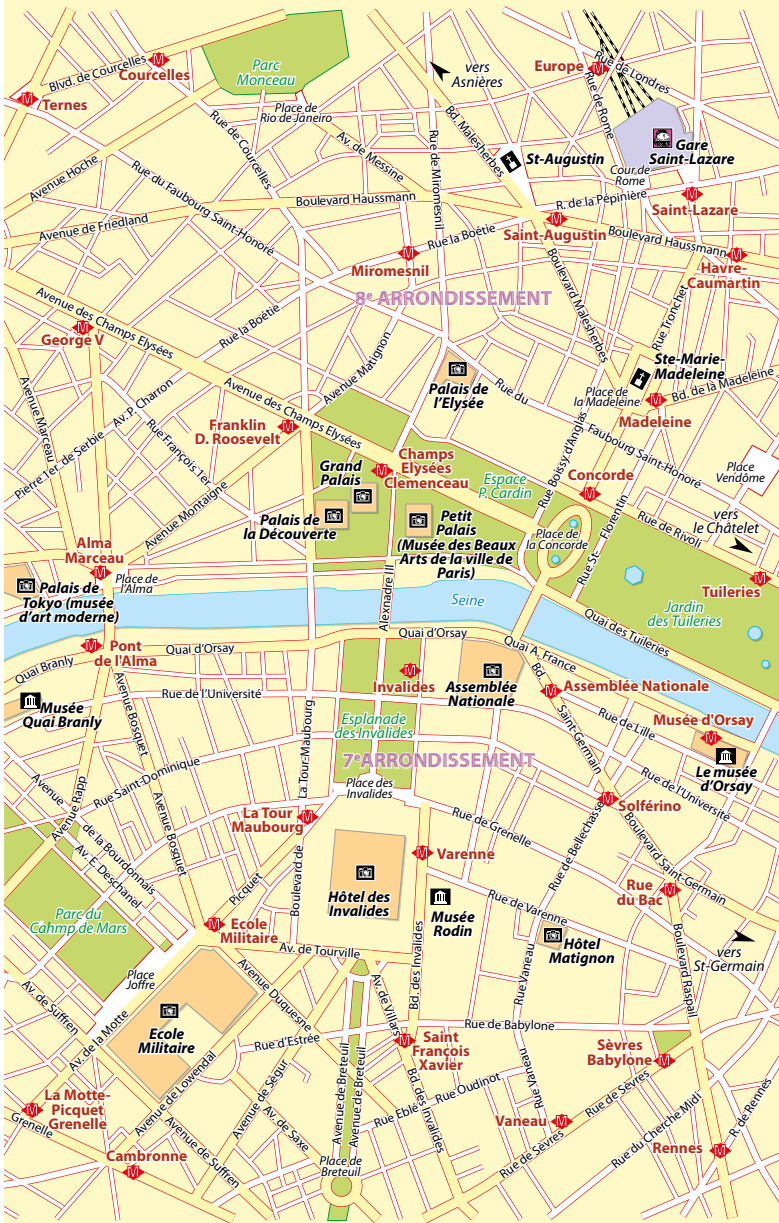 Blvd. de Courcelles
Courcelles
Ternes
Parc
Monceau
Place de
Rio de Janeiro
vers
Asnières
Europe
Rue de Londres
Rue de Rome
Gare
Saint-Lazare
Cour de
Rome
Bd. Malesherbes
St-Augustin
Rue de Miromesnil
Av. de Messine
Rue de Courcelles
Avenue Hoche
Rue du Faubourg Saint-Honoré
Boulevard Haussmann
Avenue de Friedland
R. de la Pépinière
Saint-Lazare
Saint-Augustin
Boulevard Haussmann
Rue la Boétie
Miromesnil
Havre-
Caumartin
8e ARRONDISSEMENT
Boulevard Malesherbes
Rue Tronchet
Avenue des Champs Elysées
George V
Rue la Boétie
Avenue Matignon
Palais de
l'Elysée
Ste-Marie-
Madeleine
Place de
la Madeleine
Bd. de la Madeleine
Madeleine
Avenue Marceau
Av. P. Charron
Avenue des Champs Elysées
Rue du
Faubourg Saint-Honoré
Franklin
D. Roosevelt
Rue François 1er
Pierre 1er. de Serbie
Avenue Montaigne
Champs
Elysées
Clemenceau
Grand
Palais
Espace
P. Cardin
Rue Boissy d'Anglas
Concorde
Place
Vendôme
Palais de
la Découverte
Petit
Palais
(Musée des Beaux
Arts de la ville de
Paris)
Place de
la Concorde
Rue St-Florentin
Rue de Rivoli
vers
le Châtelet
Alma
Marceau
Place de
l'Alma
Palais de
Tokyo (musée
d'art moderne)
Alexnadre III
Seine
Tuileries
Jardin
des Tuileries
Quai des Tuileries
Pont
de l'Alma
Quai d'Orsay
Quai d'Orsay
Quai A. France
Quai Branly
Musée
Quai Branly
Avenue Bosquet
Rue de l'Université
Invalides
Assemblée
Nationale
Bd.
Saint-Germain
Assemblée Nationale
Rue de Lille
Musée d'Orsay
Le musée
d'Orsay
Esplanade
des Invalides
La Tour-Maubourg
7e ARRONDISSEMENT
Place des
Invalides
Rue Saint-Dominique
Avenue Rapp
Avenue
de la Bourdonnais
Av. E. Deschanel
Avenue Bosquet
La Tour
Maubourg
Rue de Grenelle
Rue de l'Université
Solférino
Rue de Bellechasse
Boulevard Saint-Germain
Varenne
Picquet
Boulevard de
Hôtel des
Invalides
Musée
Rodin
Rue de Varenne
Rue
du Bac
Parc du
Cahmp de Mars
Ecole
Militaire
Hôtel
Matignon
Boulevard Raspail
vers
St-Germain
Av. de Tourville
Bd. des Invalides
Rue Vaneau
Place
Joffre
Avenue Duquesne
Av. de Villars
Av. de Suffren
Av. de la Motte
Ecole
Militaire
Rue d'Estrée
Rue de Babylone
Saint
François
Xavier
Sèvres
Babylone
La Motte-
Picquet
Grenelle
Grenelle
Avenue de Lowendal
Avenue de Ségur
Av. de Saxe
Avenue de Breteuil
Avenue de Breteuil
Bd. des Invalides
Rue Eblé
Rue Oudinot
Rue Vaneau
Vaneau
Rue de Sèvres
Rue de Sèvres
Rue du Cherche Midi
R. de Rennes
Rennes
Cambronne
Avenue de Suffren
Place de
Breteuil